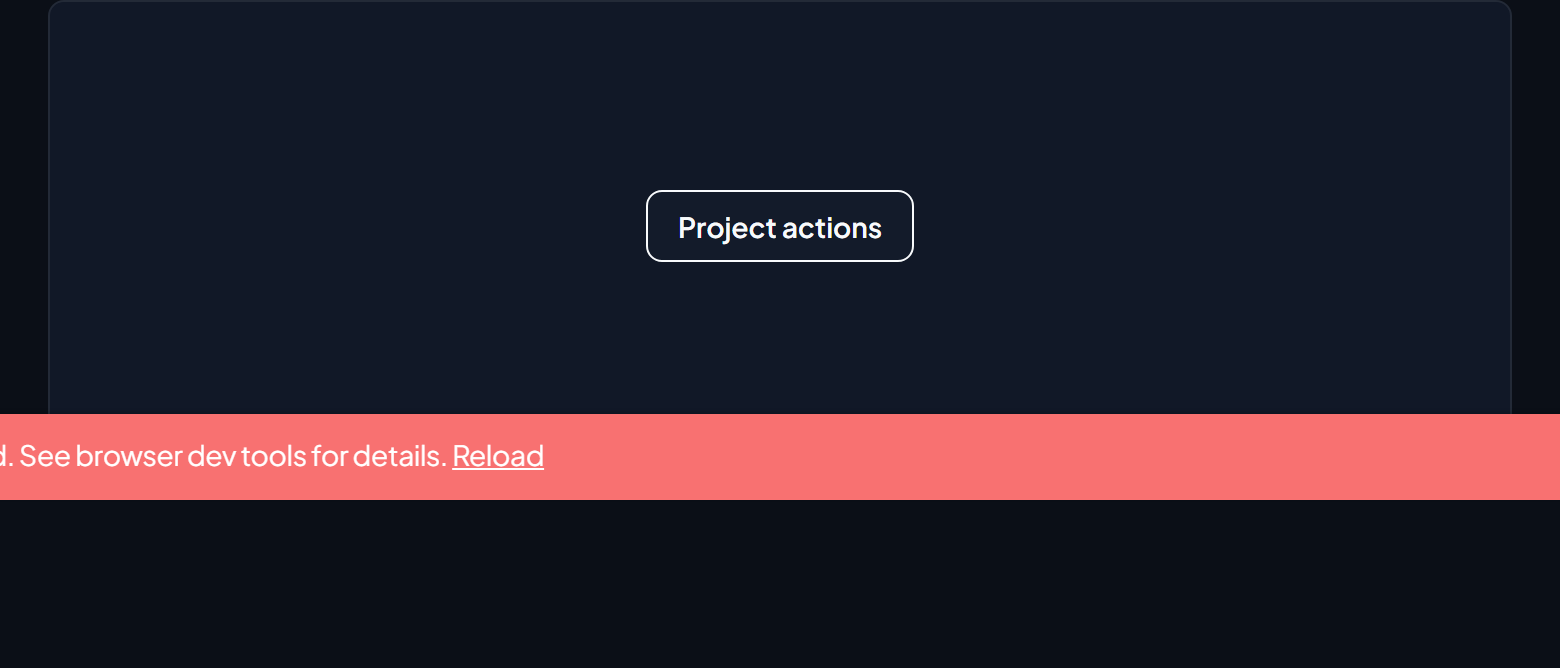 Project actions
. See browser dev tools for details. Reload